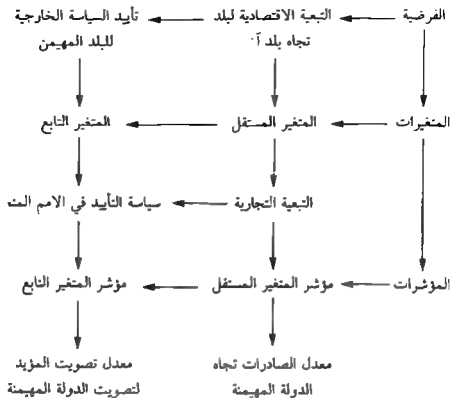 الفرضية التبعية الاقتصادية لبلد تأييد السياسة الخارجية
تجاه بلد آ للبلد المهيمن
المتغيرات المتغير المستقل المتغير التابع
التبعية التجارية سياسة التأييد في الامم المت
المؤشرات مؤشر المتغير المستقل مؤشر المتغير التابع
معدل الصادرات تجاه معدل تصويت المؤيد
الدولة المهيمنة لتصويت الدولة المهيمنة